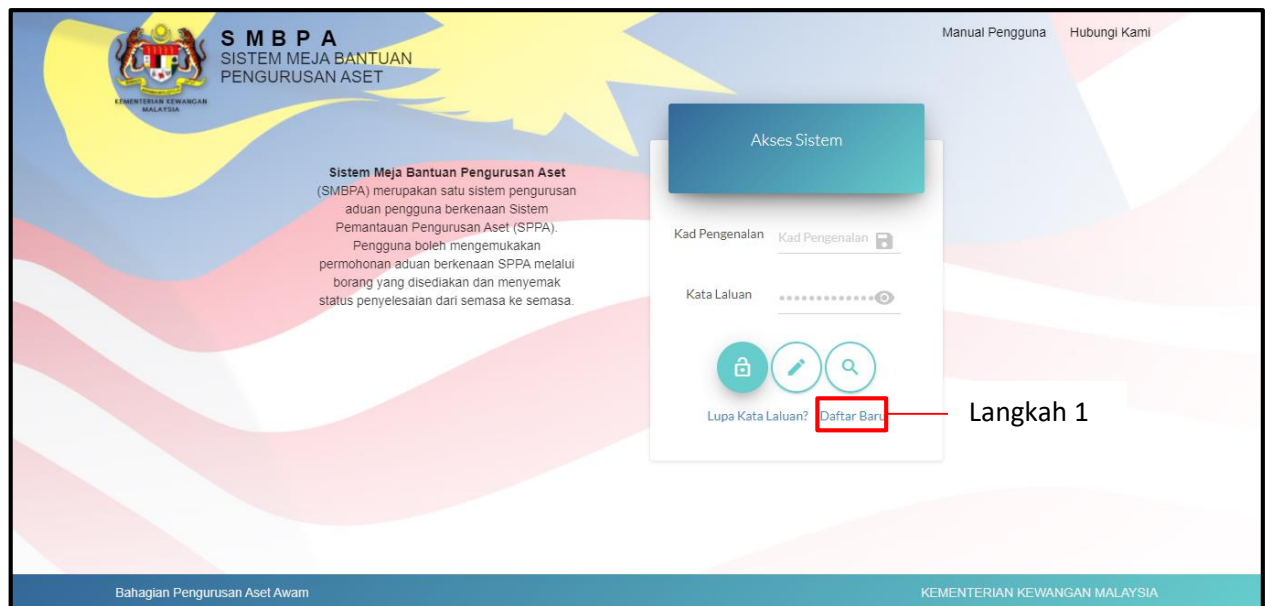 S M B P A
SISTEM MEJA BANTUAN
PENGURUSAN ASET
KEMENTERIAN KEWANGAN
MALAYSIA
Manual Pengguna
Hubungi Kami
Sistem Meja Bantuan Pengurusan Aset
(SMBPA) merupakan satu sistem pengurusan
aduan pengguna berkenaan Sistem
Pemantauan Pengurusan Aset (SPPA).
Pengguna boleh mengemukakan
permohonan aduan berkenaan SPPA melalui
borang yang disediakan dan menyemak
status penyelesaian dari semasa ke semasa.
Akses Sistem
Kad Pengenalan
Kad Pengenalan
Kata Laluan
Lupa Kata Laluan?
Daftar Baru
Langkah 1
Bahagian Pengurusan Aset Awam
KEMENTERIAN KEWANGAN MALAYSIA